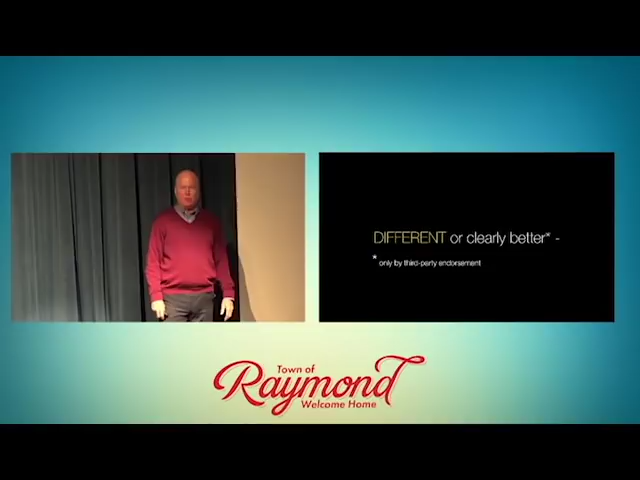 DIFFERENT or clearly better* -
* only by third-party endorsement
Town of
Raymond
Welcome Home